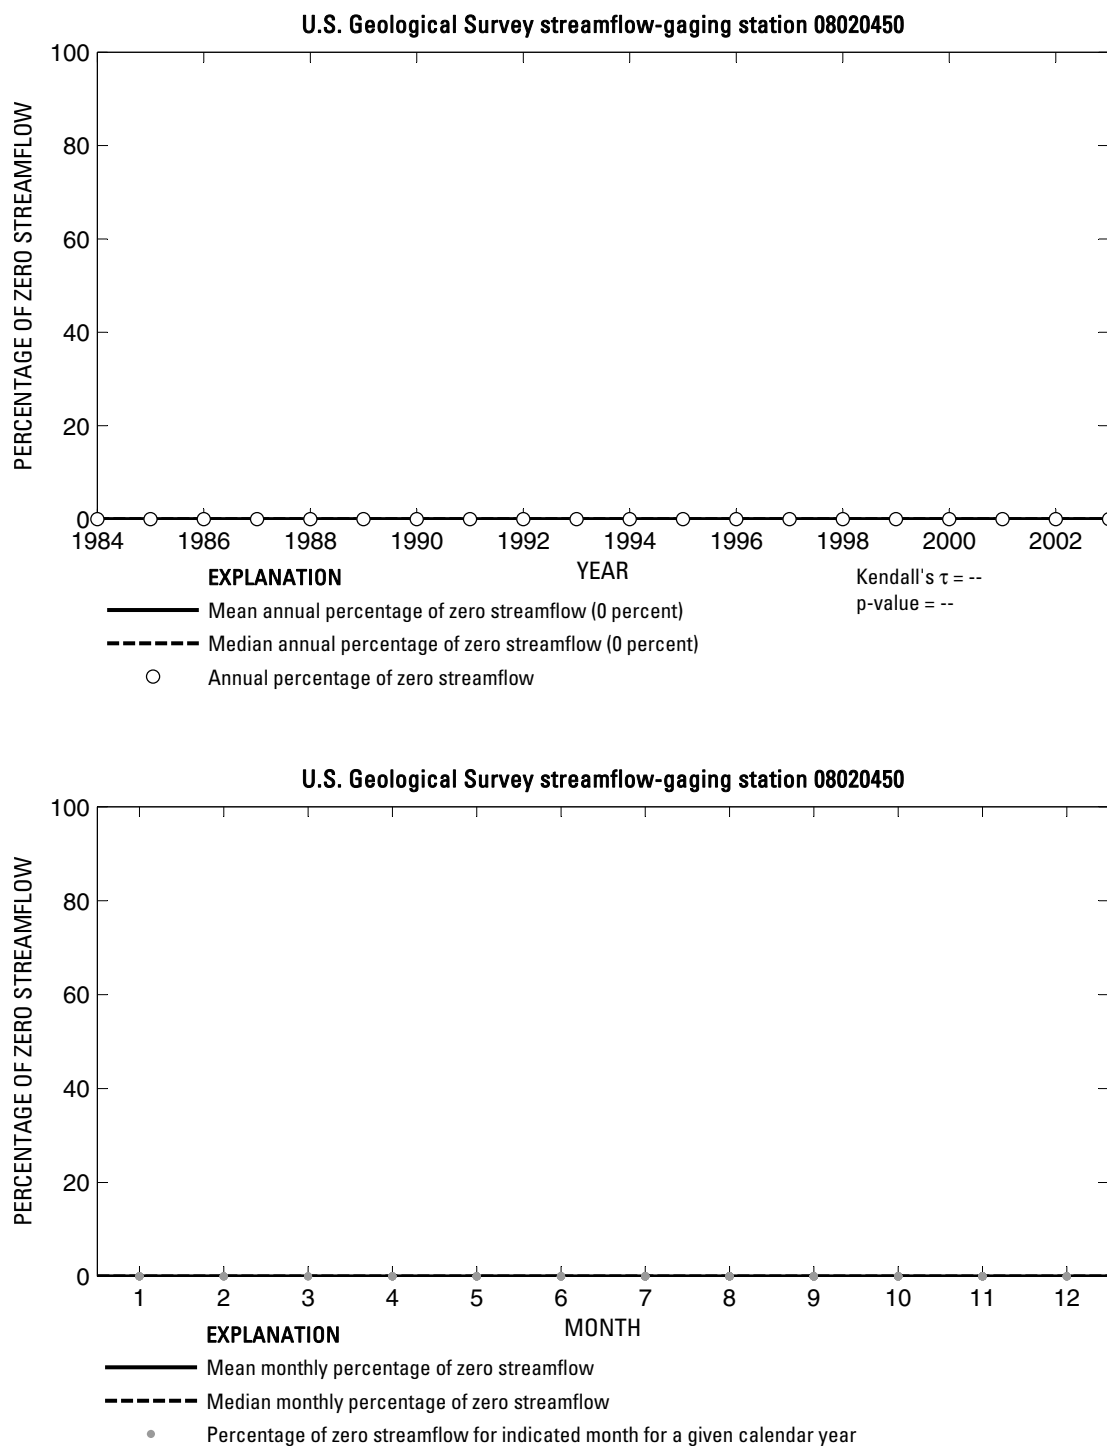 U.S. Geological Survey streamflow-gaging station 08020450
PERCENTAGE OF ZERO STREAMFLOW
100
80
60
40
20
0
1984 1986 1988 1990 1992 1994 1996 1998 2000 2002
YEAR
EXPLANATION
Mean annual percentage of zero streamflow (0 percent)
Median annual percentage of zero streamflow (0 percent)
Annual percentage of zero streamflow
Kendall's τ = --
p-value = --
U.S. Geological Survey streamflow-gaging station 08020450
PERCENTAGE OF ZERO STREAMFLOW
100
80
60
40
20
0
1 2 3 4 5 6 7 8 9 10 11 12
MONTH
EXPLANATION
Mean monthly percentage of zero streamflow
Median monthly percentage of zero streamflow
Percentage of zero streamflow for indicated month for a given calendar year